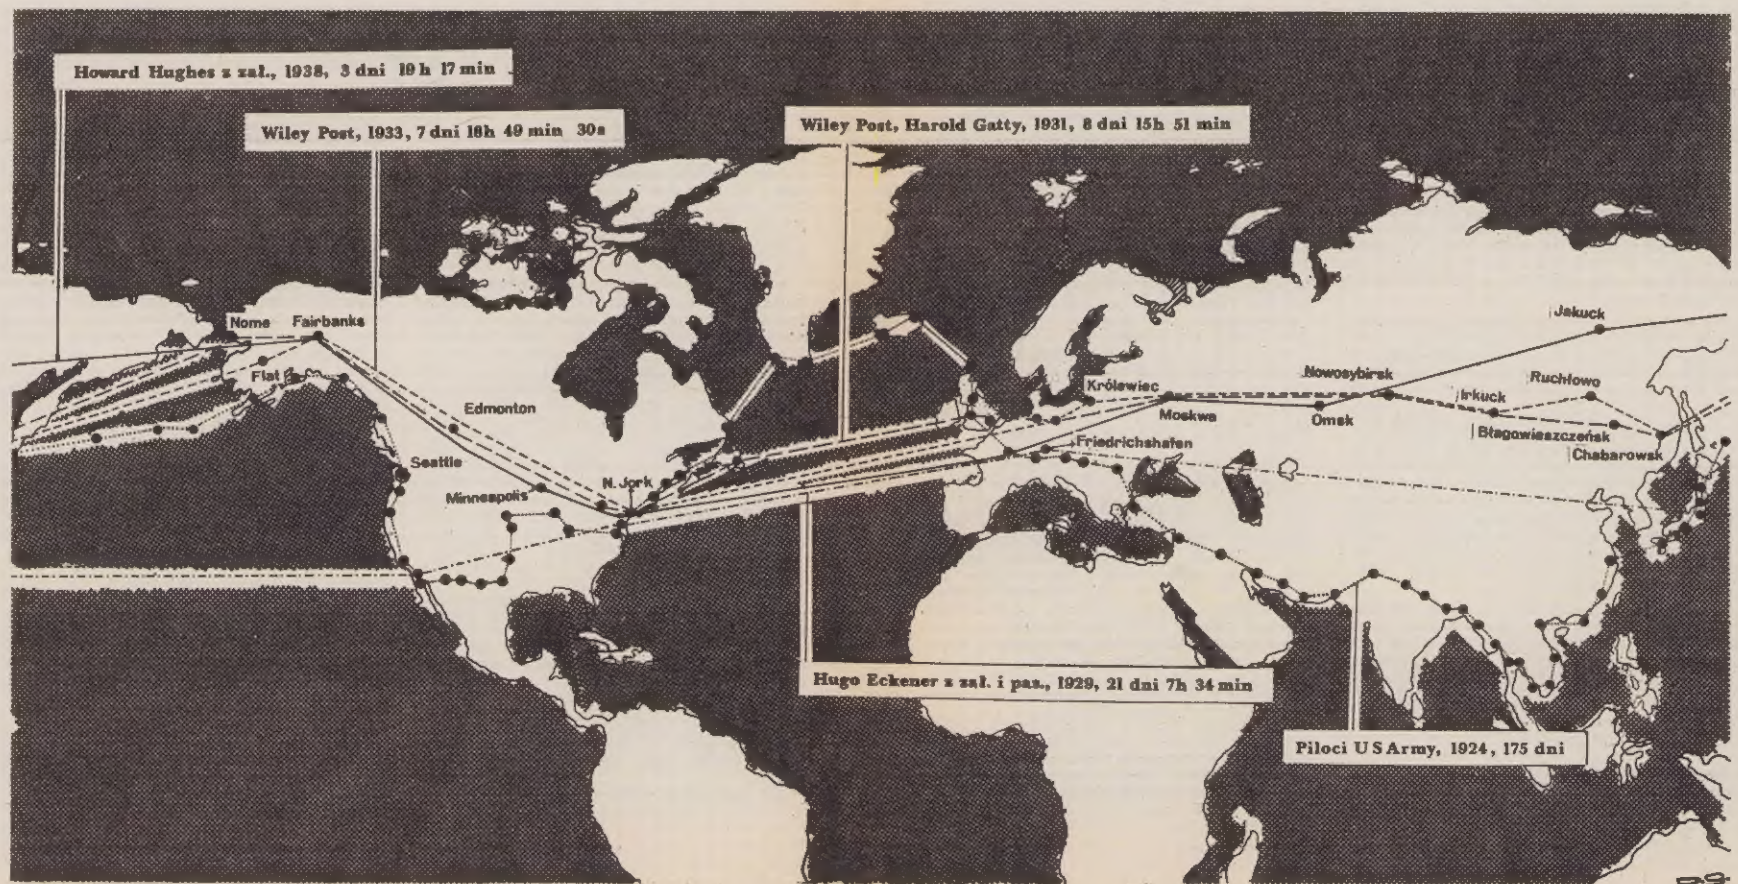 Howard Hughes z zał., 1938, 3 dni 19 h 17 min
Wiley Post, 1933, 7 dni 18h 49 min 30s
Wiley Post, Harold Gatty, 1931, 8 dni 15h 51 min
Nome
Fairbanks
Flat
Edmonton
Seattle
Minneapolis
N. Jork
Królewiec
Moskwa
Friedrichshafen
Omsk
Nowosybirsk
Jakuck
Irkuck
Ruchłowo
Błagowieszczeńsk
Chabarowsk
Hugo Eckener z zał. i pas., 1929, 21 dni 7h 34 min
Piloci US Army, 1924, 175 dni